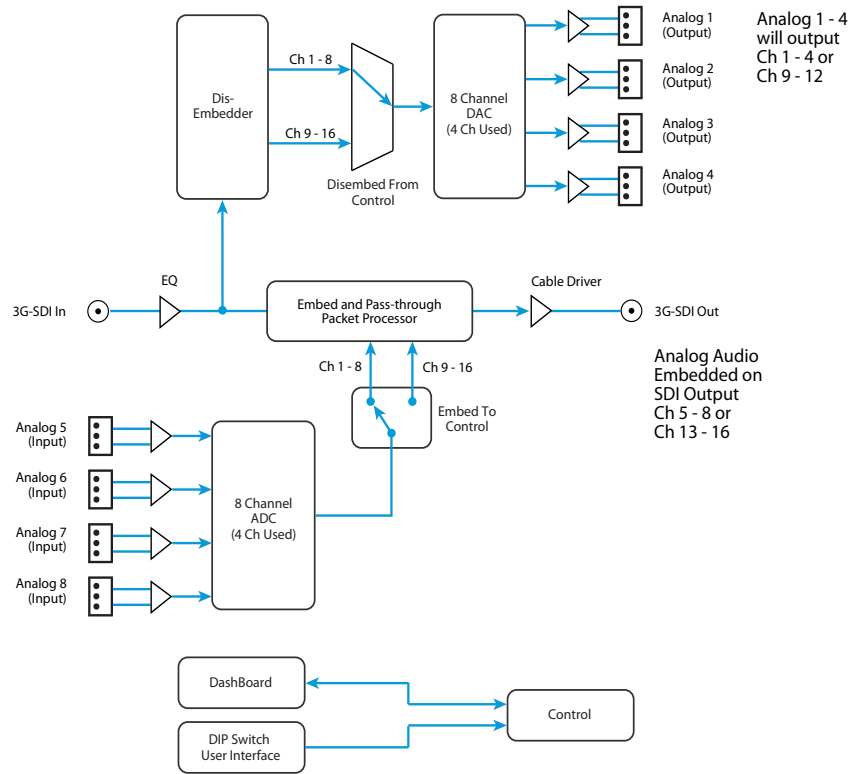 Ch 1 - 8
Dis-
Embedder
Ch 9 - 16
Disembed From
Control
8 Channel
DAC
(4 Ch Used)
Analog 1
(Output)
Analog 2
(Output)
Analog 3
(Output)
Analog 4
(Output)
Analog 1 - 4
will output
Ch 1 - 4 or
Ch 9 - 12
3G-SDI In
EQ
Embed and Pass-through
Packet Processor
Cable Driver
3G-SDI Out
Ch 1 - 8
Ch 9 - 16
Embed To
Control
Analog Audio
Embedded on
SDI Output
Ch 5 - 8 or
Ch 13 - 16
Analog 5
(Input)
Analog 6
(Input)
Analog 7
(Input)
Analog 8
(Input)
8 Channel
ADC
(4 Ch Used)
DashBoard
DIP Switch
User Interface
Control